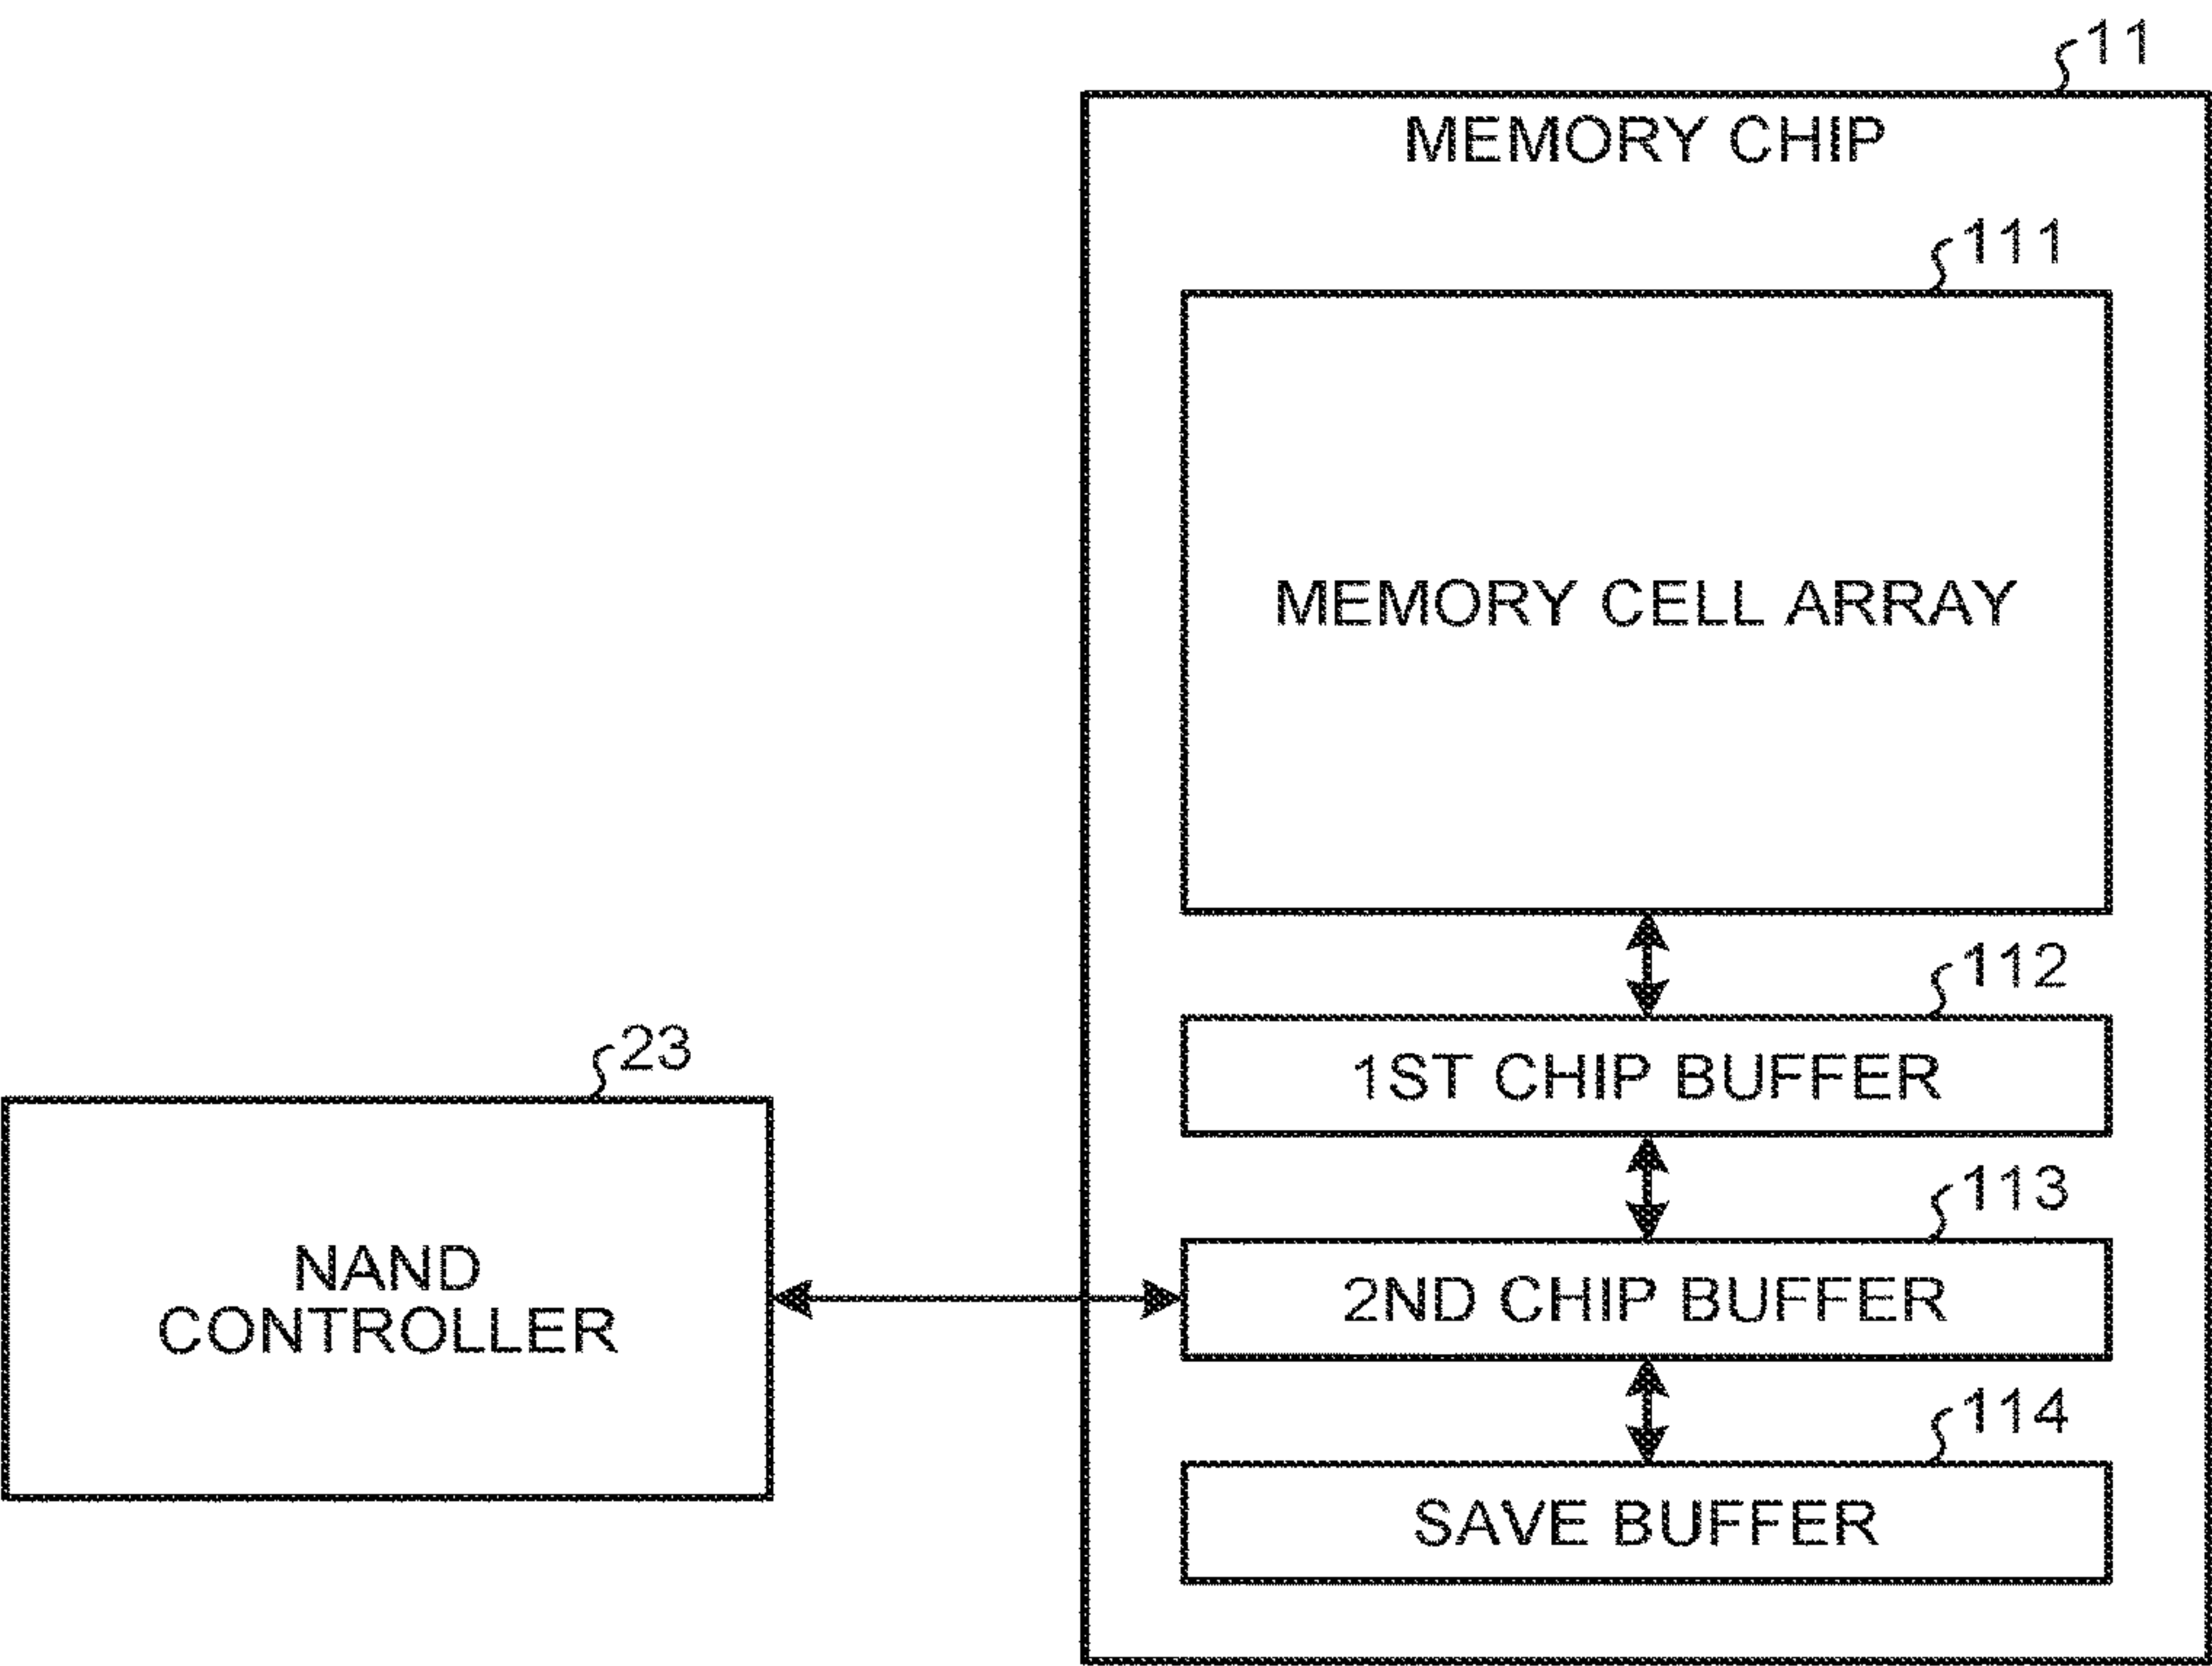 11
MEMORY CHIP
111
MEMORY CELL ARRAY
112
1ST CHIP BUFFER
23
113
NAND
CONTROLLER
2ND CHIP BUFFER
114
SAVE BUFFER